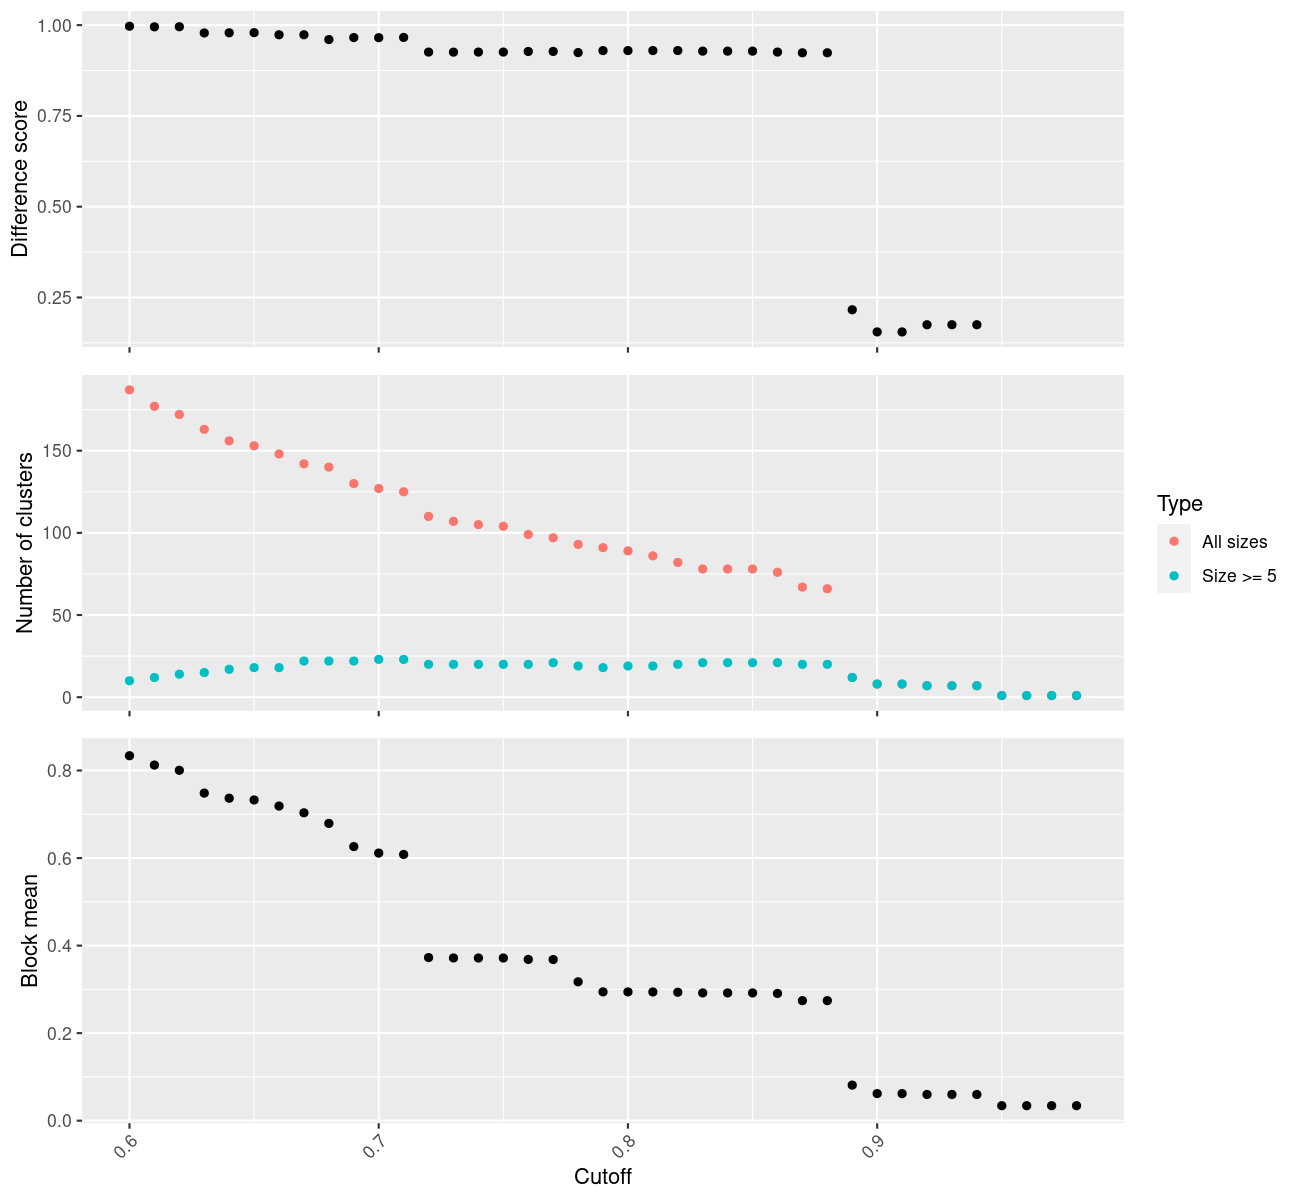 Difference score
1.00
0.75
0.50
0.25
Number of clusters
150
100
50
0
Type
All sizes
Size >= 5
Block mean
0.8
0.6
0.4
0.2
0.0
0.6 0.7 0.8 0.9
Cutoff